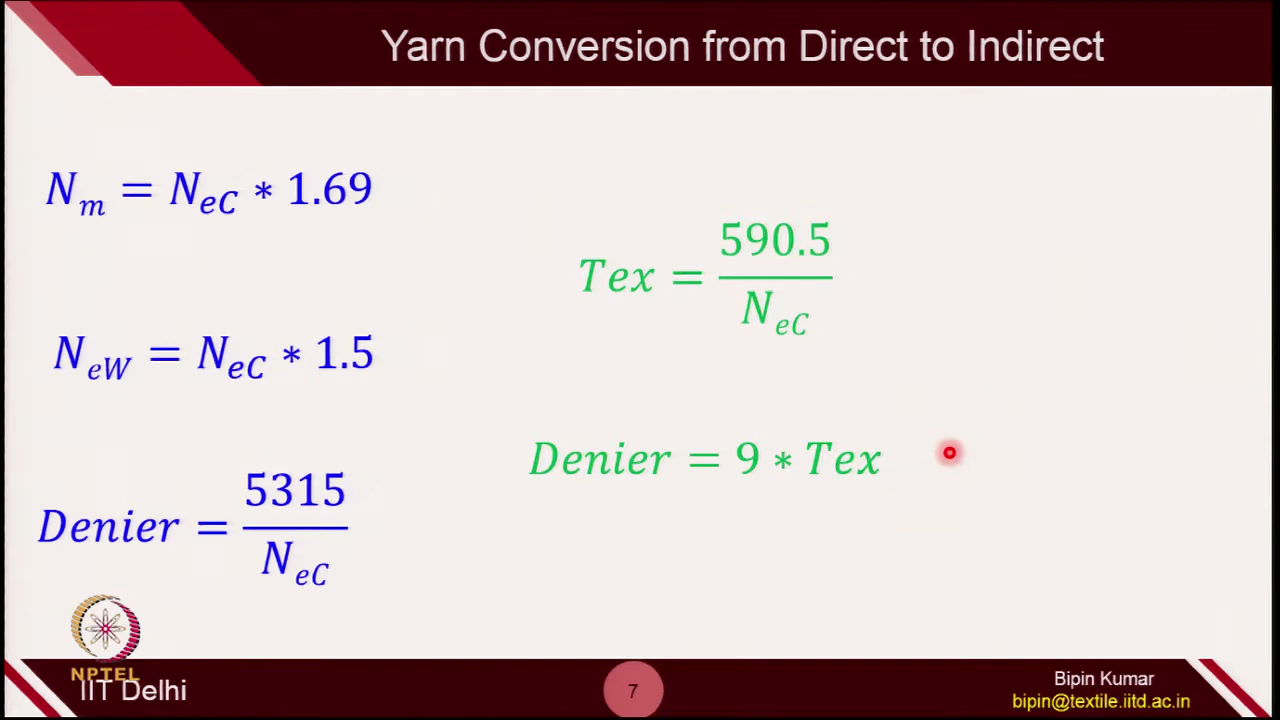 Yarn Conversion from Direct to Indirect
N_m = N_eC * 1.69
N_eW = N_eC * 1.5
Denier = 5315 / N_eC
Tex = 590.5 / N_eC
Denier = 9 * Tex
NPTEL
IIT Delhi
7
Bipin Kumar
bipin@textile.iitd.ac.in